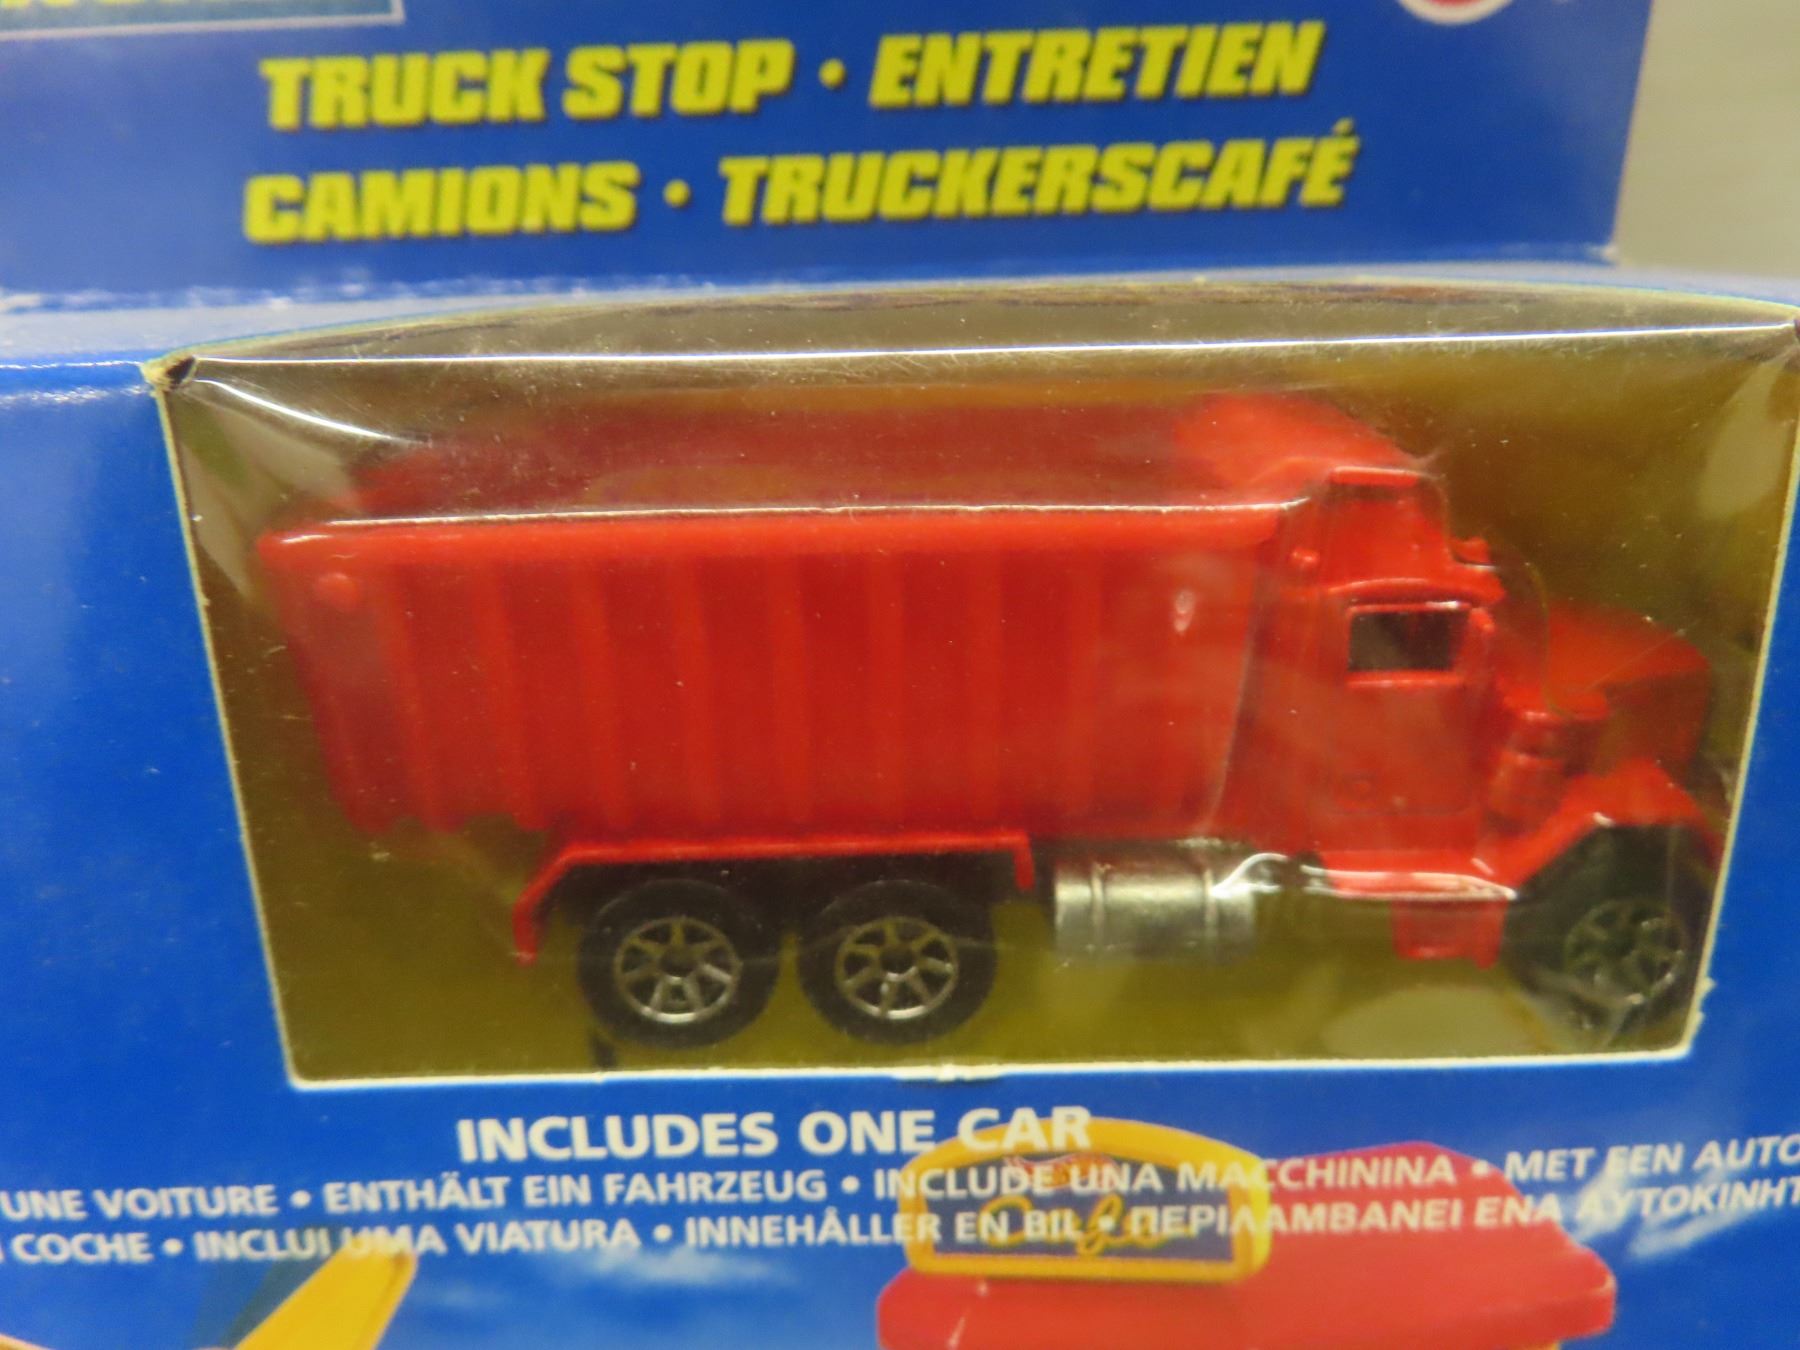 TRUCK STOP • ENTRETIEN
CAMIONS • TRUCKERSCAFÉ
INCLUDES ONE CAR
UNE VOITURE • ENTHÄLT EIN FAHRZEUG • INCLUDE UNA MACCHININA • MET EEN AUTO
COCHE • INCLUI UMA VIATURA • INNEHÅLLER EN BIL • ΠΕΡΙΛΑΜΒΑΝΕΙ ΕΝΑ ΑΥΤΟΚΙΝΗΤ